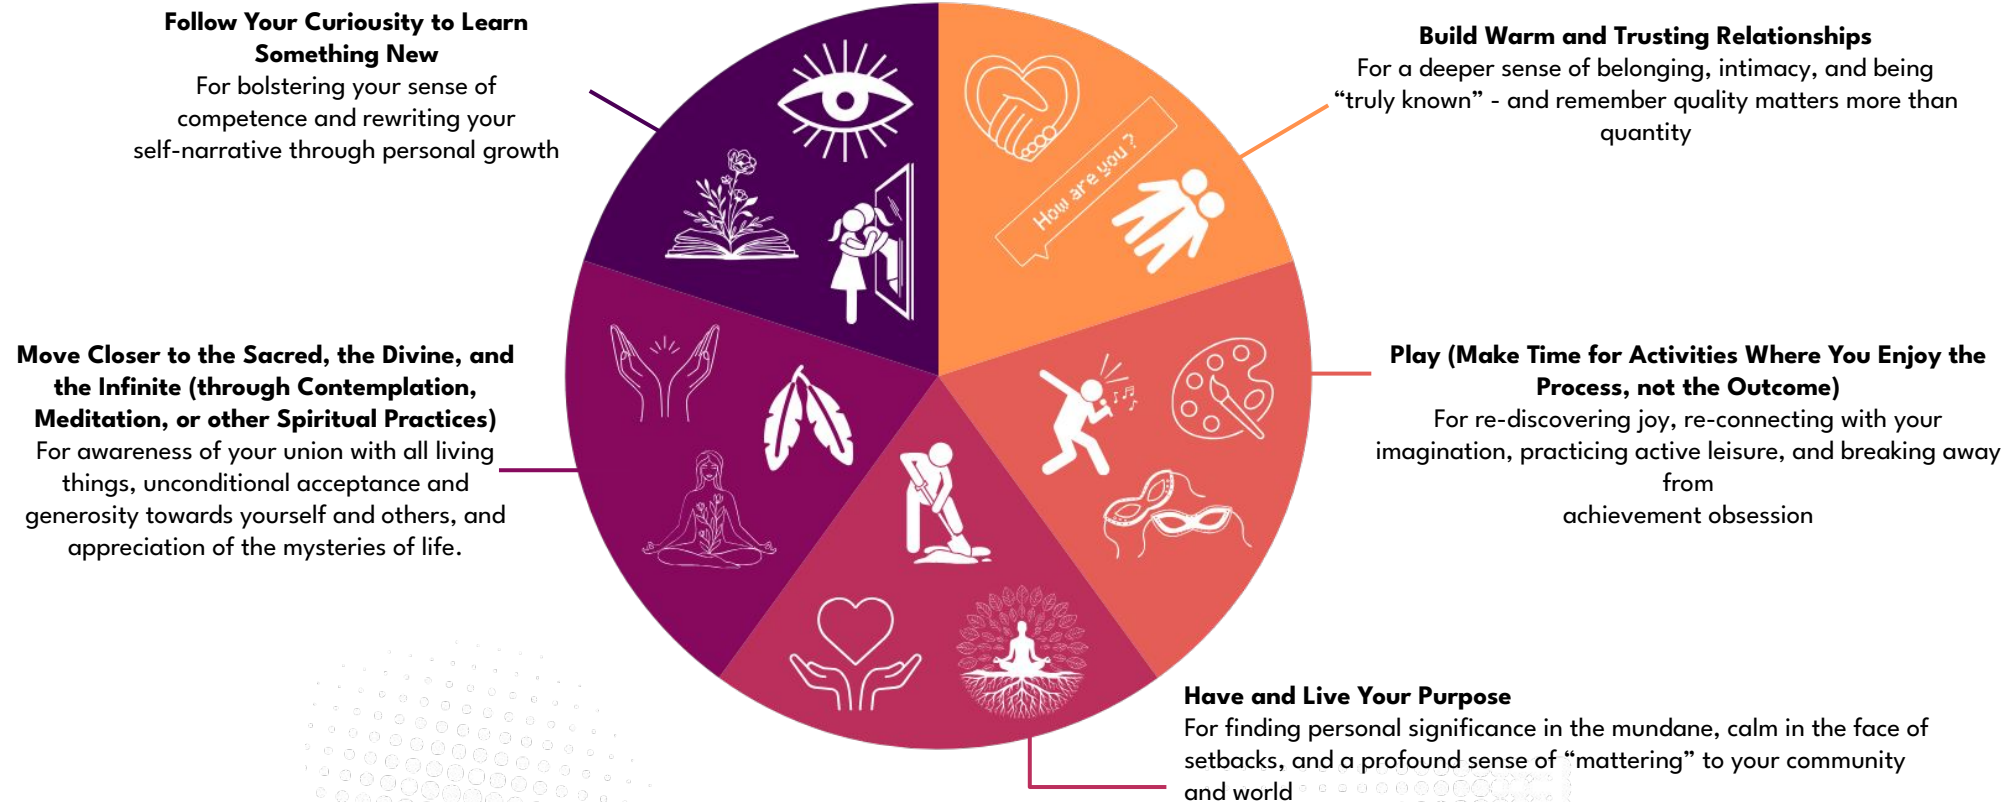 Follow Your Curiousity to Learn
Something New
For bolstering your sense of
competence and rewriting your
self-narrative through personal growth
Build Warm and Trusting Relationships
For a deeper sense of belonging, intimacy, and being
“truly known” - and remember quality matters more than
quantity
How are you?
Move Closer to the Sacred, the Divine, and
the Infinite (through Contemplation,
Meditation, or other Spiritual Practices)
For awareness of your union with all living
things, unconditional acceptance and
generosity towards yourself and others, and
appreciation of the mysteries of life.
Play (Make Time for Activities Where You Enjoy the
Process, not the Outcome)
For re-discovering joy, re-connecting with your
imagination, practicing active leisure, and breaking away
from
achievement obsession
Have and Live Your Purpose
For finding personal significance in the mundane, calm in the face of
setbacks, and a profound sense of “mattering” to your community
and world